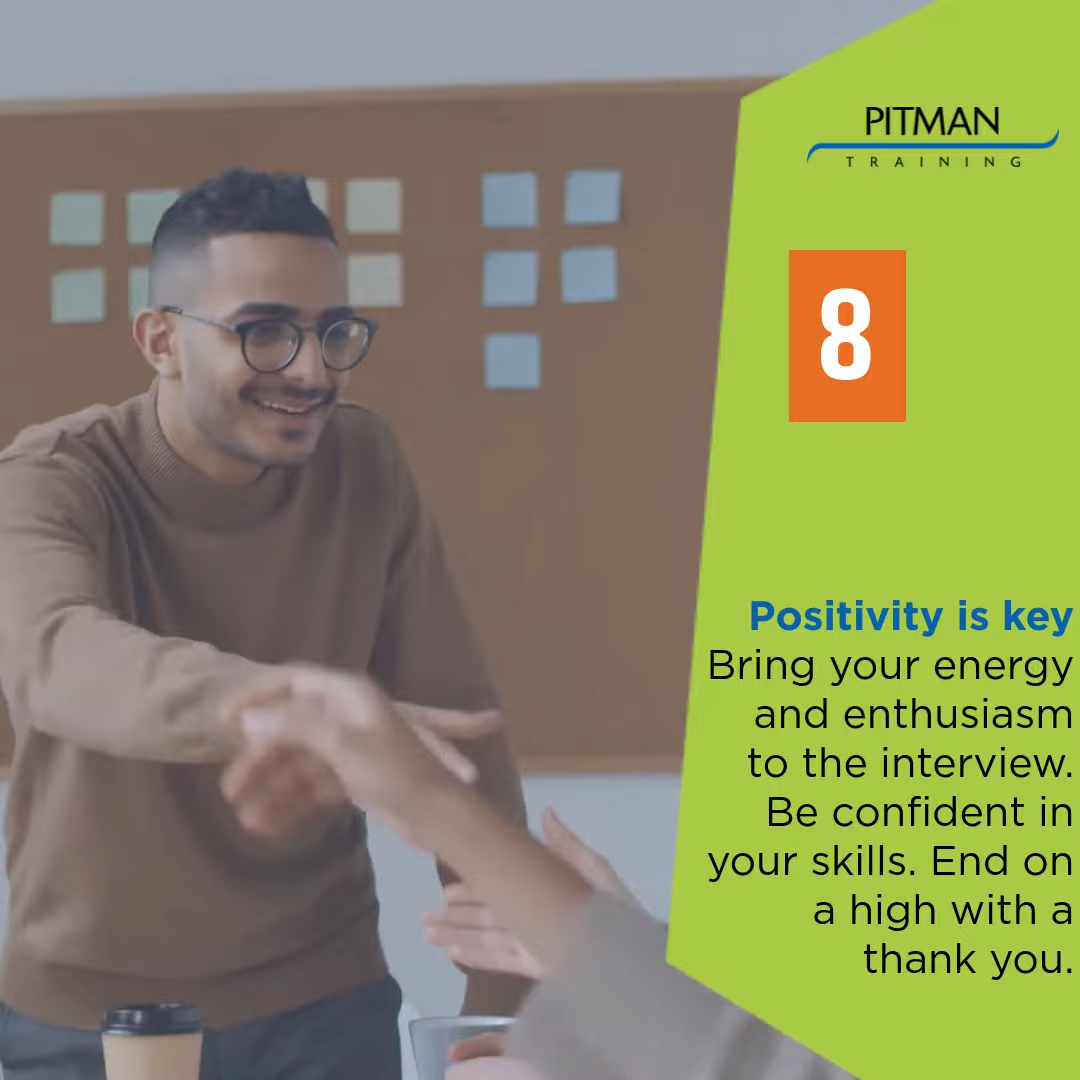 PITMAN
TRAINING
8
Positivity is key
Bring your energy
and enthusiasm
to the interview.
Be confident in
your skills. End on
a high with a
thank you.